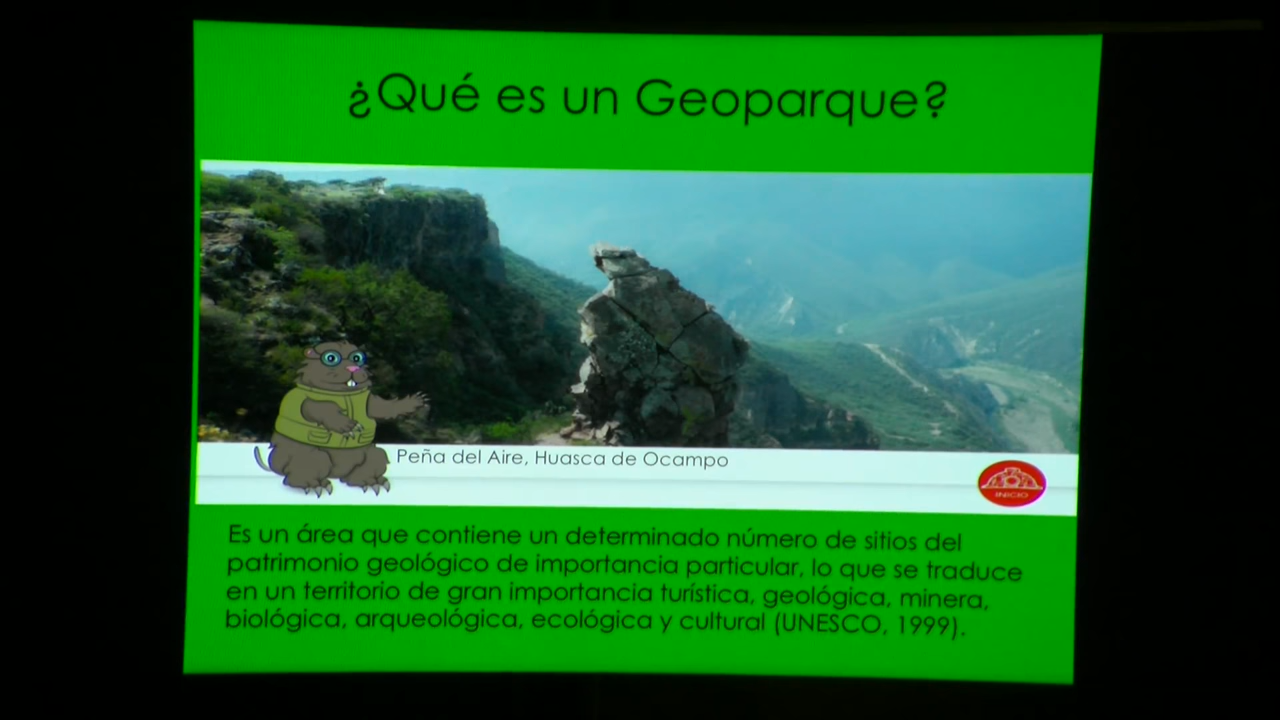 ¿Qué es un Geoparque?
Peña del Aire, Huasca de Ocampo
INICIO
Es un área que contiene un determinado número de sitios del
patrimonio geológico de importancia particular, lo que se traduce
en un territorio de gran importancia turística, geológica, minera,
biológica, arqueológica, ecológica y cultural (UNESCO, 1999).